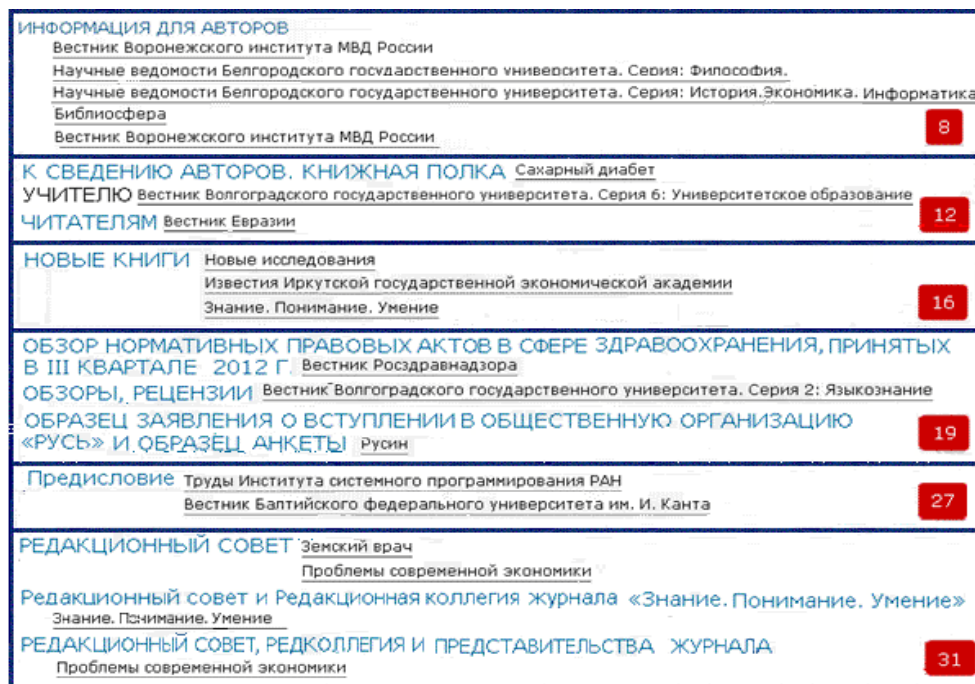 ИНФОРМАЦИЯ ДЛЯ АВТОРОВ
Вестник Воронежского института МВД России
Научные ведомости Белгородского государственного университета. Серия: Философия.
Научные ведомости Белгородского государственного университета. Серия: История.Экономика. Информатика
Библиосфера
Вестник Воронежского института МВД России
8
К СВЕДЕНИЮ АВТОРОВ. КНИЖНАЯ ПОЛКА Сахарный диабет
УЧИТЕЛЮ Вестник Волгоградского государственного университета. Серия 6: Университетское образование
ЧИТАТЕЛЯМ Вестник Евразии
12
НОВЫЕ КНИГИ Новые исследования
Известия Иркутской государственной экономической академии
Знание. Понимание. Умение
16
ОБЗОР НОРМАТИВНЫХ ПРАВОВЫХ АКТОВ В СФЕРЕ ЗДРАВООХРАНЕНИЯ, ПРИНЯТЫХ
В III КВАРТАЛЕ 2012 Г. Вестник Росздравнадзора
ОБЗОРЫ, РЕЦЕНЗИИ Вестник Волгоградского государственного университета. Серия 2: Языкознание
ОБРАЗЕЦ ЗАЯВЛЕНИЯ О ВСТУПЛЕНИИ В ОБЩЕСТВЕННУЮ ОРГАНИЗАЦИЮ
«РУСЬ» И ОБРАЗЕЦ АНКЕТЫ Русин
19
Предисловие Труды Института системного программирования РАН
Вестник Балтийского федерального университета им. И. Канта
27
РЕДАКЦИОННЫЙ СОВЕТ Земский врач
Проблемы современной экономики
Редакционный совет и Редакционная коллегия журнала «Знание. Понимание. Умение»
Знание. Понимание. Умение
РЕДАКЦИОННЫЙ СОВЕТ, РЕДКОЛЛЕГИЯ И ПРЕДСТАВИТЕЛЬСТВА ЖУРНАЛА
Проблемы современной экономики
31